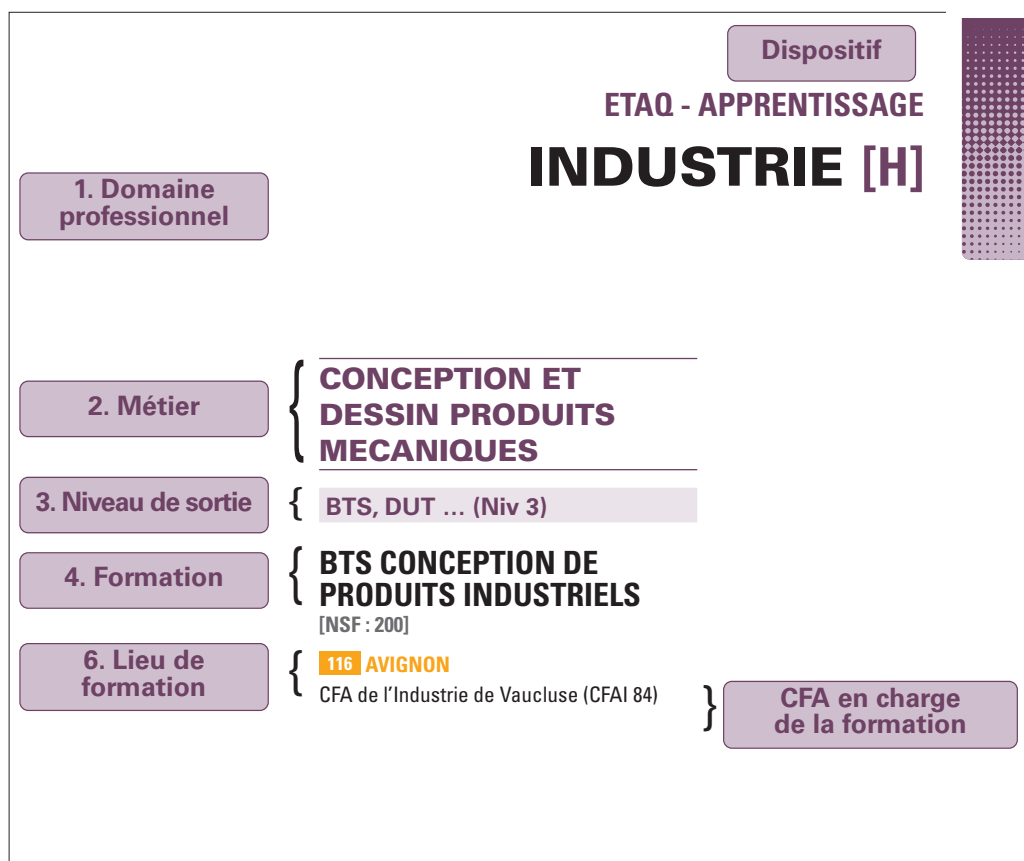 Dispositif
ETAQ - APPRENTISSAGE
INDUSTRIE [H]
1. Domaine
professionnel
2. Métier
{
CONCEPTION ET
DESSIN PRODUITS
MECANIQUES
3. Niveau de sortie
{
BTS, DUT … (Niv 3)
4. Formation
{
BTS CONCEPTION DE
PRODUITS INDUSTRIELS
[NSF : 200]
6. Lieu de
formation
{
116 AVIGNON
CFA de l’Industrie de Vaucluse (CFAI 84)
}
CFA en charge
de la formation